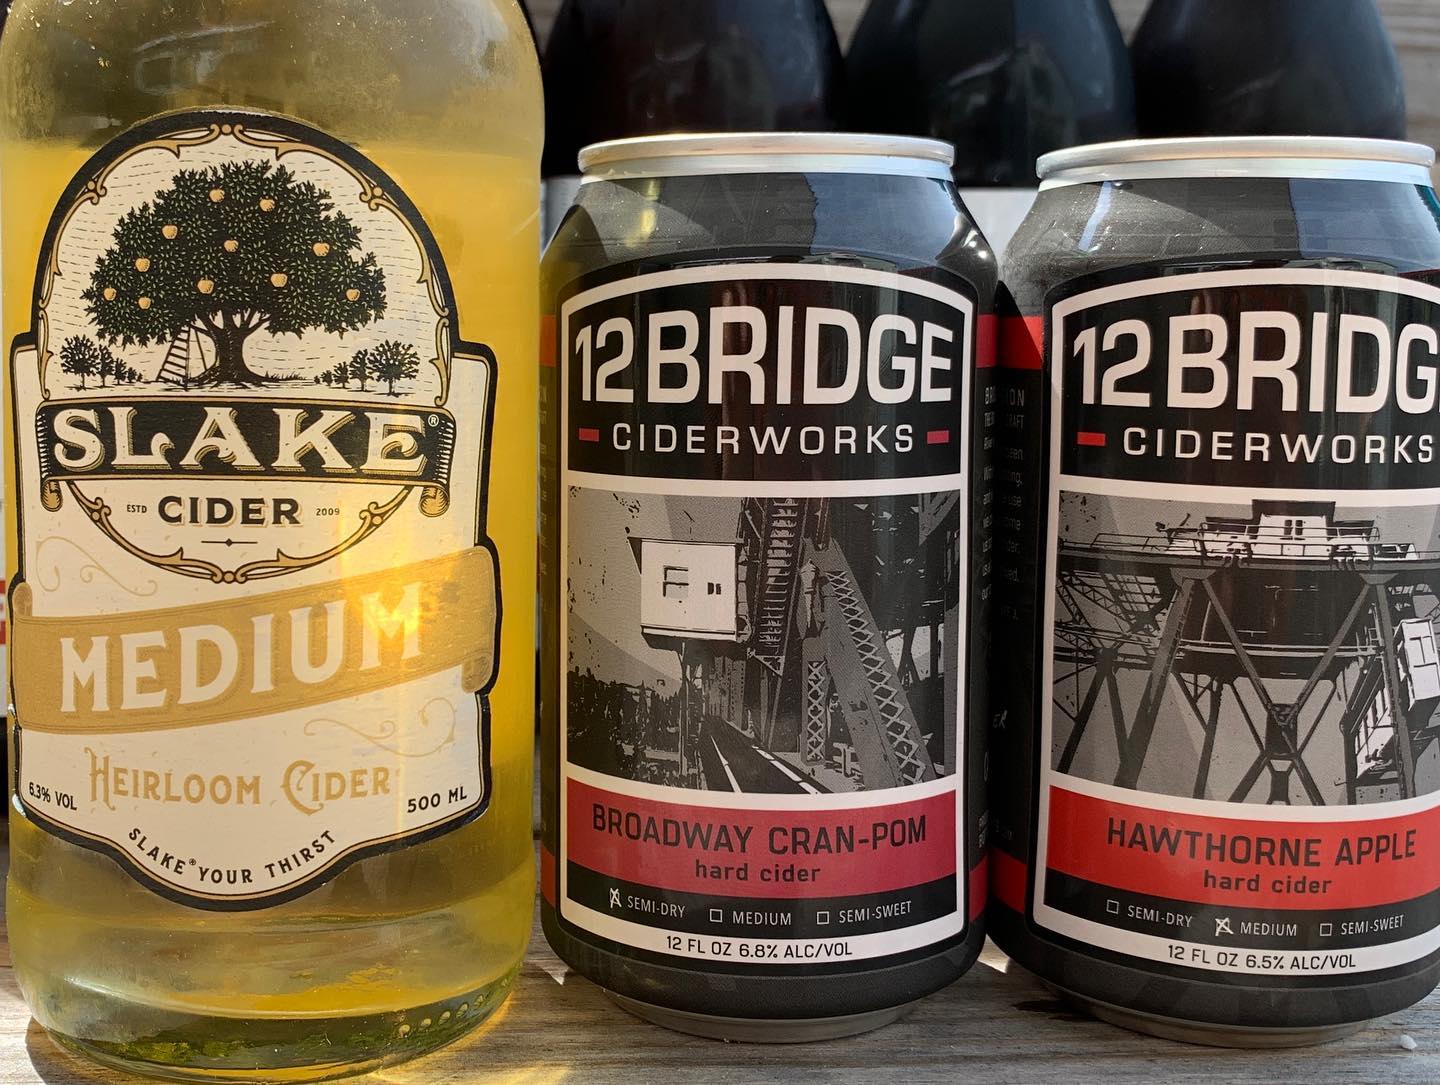 SLAKE®
ESTD CIDER 2009
MEDIUM
HEIRLOOM CIDER
6.3% VOL
500 ML
SLAKE® YOUR THIRST
12 BRIDGE
CIDERWORKS
BROADWAY CRAN-POM
hard cider
SEMI-DRY MEDIUM SEMI-SWEET
12 FL OZ 6.8% ALC/VOL
12 BRIDG
CIDERWORKS
HAWTHORNE APPLE
hard cider
SEMI-DRY MEDIUM SEMI-SWEET
12 FL OZ 6.5% ALC/VOL